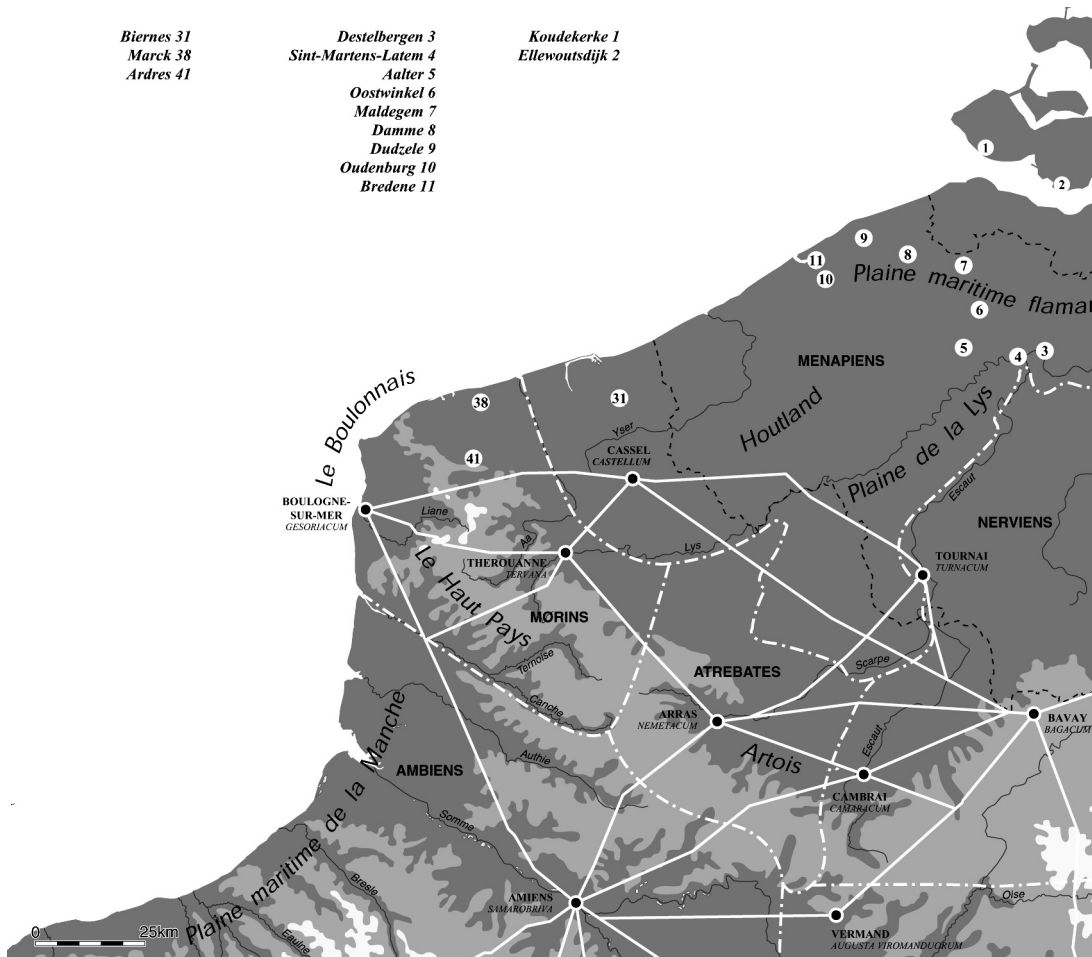 Biernes 31
Marck 38
Ardres 41
Destelbergen 3
Sint-Martens-Latem 4
Aalter 5
Oostwinkel 6
Maldegem 7
Damme 8
Dudzele 9
Oudenburg 10
Bredene 11
Koudekerke 1
Ellewoutsdijk 2
1
2
9
8
11
10
7
Plaine maritime flamav
6
5
4
3
MENAPIENS
Houtland
Plaine de la Lys
Le Boulonnais
38
31
41
Yser
CASSEL
CASTELLUM
Escaut
NERVIENS
BOULOGNE-
SUR-MER
GESORIACUM
Liane
Aa
Lys
THEROUANNE
TERVANA
TOURNAI
TURNACUM
Le Haut Pays
MORINS
Ternoise
Canche
ATREBATES
Scarpe
ARRAS
NEMETACUM
Artois
Escaut
BAVAY
BAGACUM
AMBIENS
Authie
CAMBRAI
CAMARACUM
Plaine maritime de la Manche
Somme
Bresle
Eaulne
AMIENS
SAMAROBRIVA
Oise
VERMAND
AUGUSTA VIROMANDUORUM
0 25km